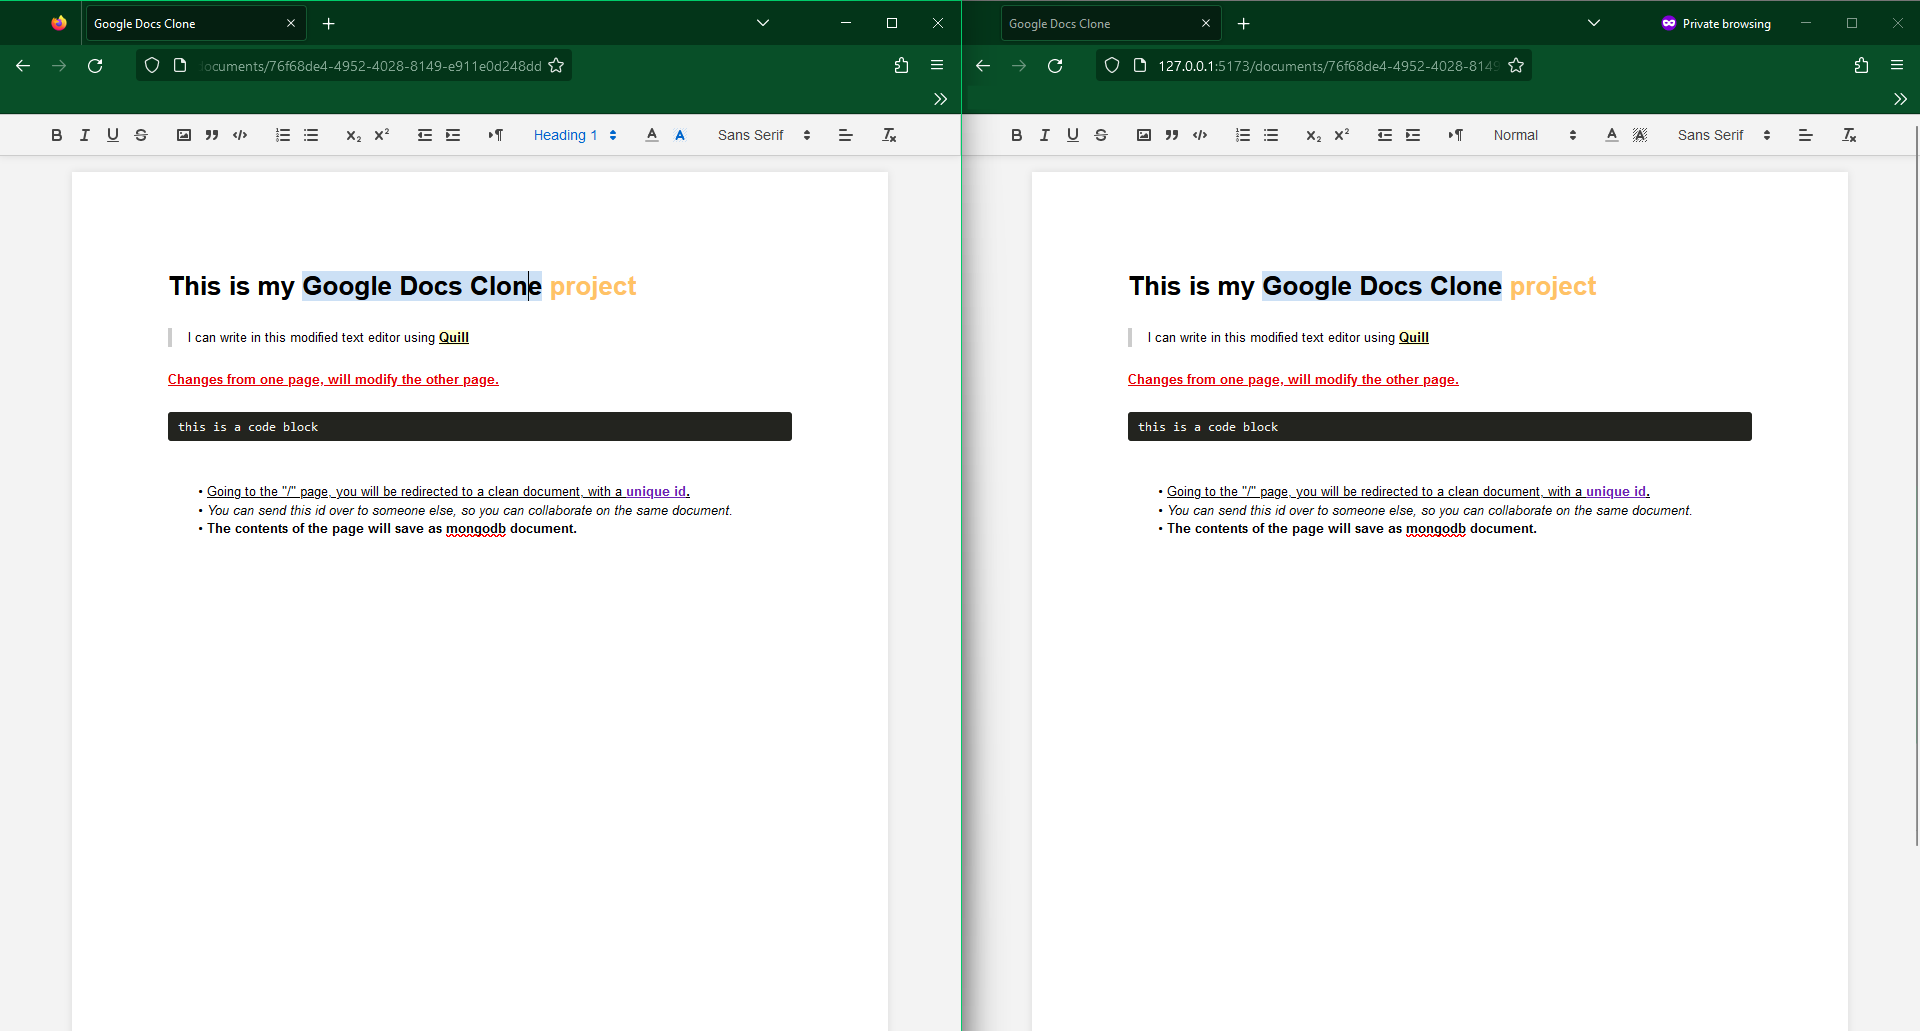 Google Docs Clone
ocuments/76f68de4-4952-4028-8149-e911e0d248dd
Heading 1
Sans Serif
This is my Google Docs Clone project
I can write in this modified text editor using Quill
Changes from one page, will modify the other page.
this is a code block
• Going to the "/" page, you will be redirected to a clean document, with a unique id.
• You can send this id over to someone else, so you can collaborate on the same document.
• The contents of the page will save as mongodb document.
Google Docs Clone
Private browsing
127.0.0.1:5173/documents/76f68de4-4952-4028-8149
Normal
Sans Serif
This is my Google Docs Clone project
I can write in this modified text editor using Quill
Changes from one page, will modify the other page.
this is a code block
• Going to the "/" page, you will be redirected to a clean document, with a unique id.
• You can send this id over to someone else, so you can collaborate on the same document.
• The contents of the page will save as mongodb document.